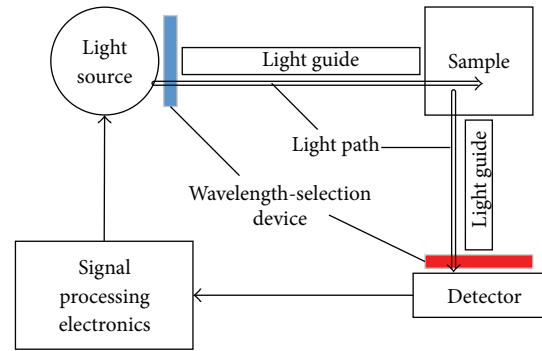 Light
source
Light guide
Sample
Light path
Light guide
Wavelength-selection
device
Signal
processing
electronics
Detector